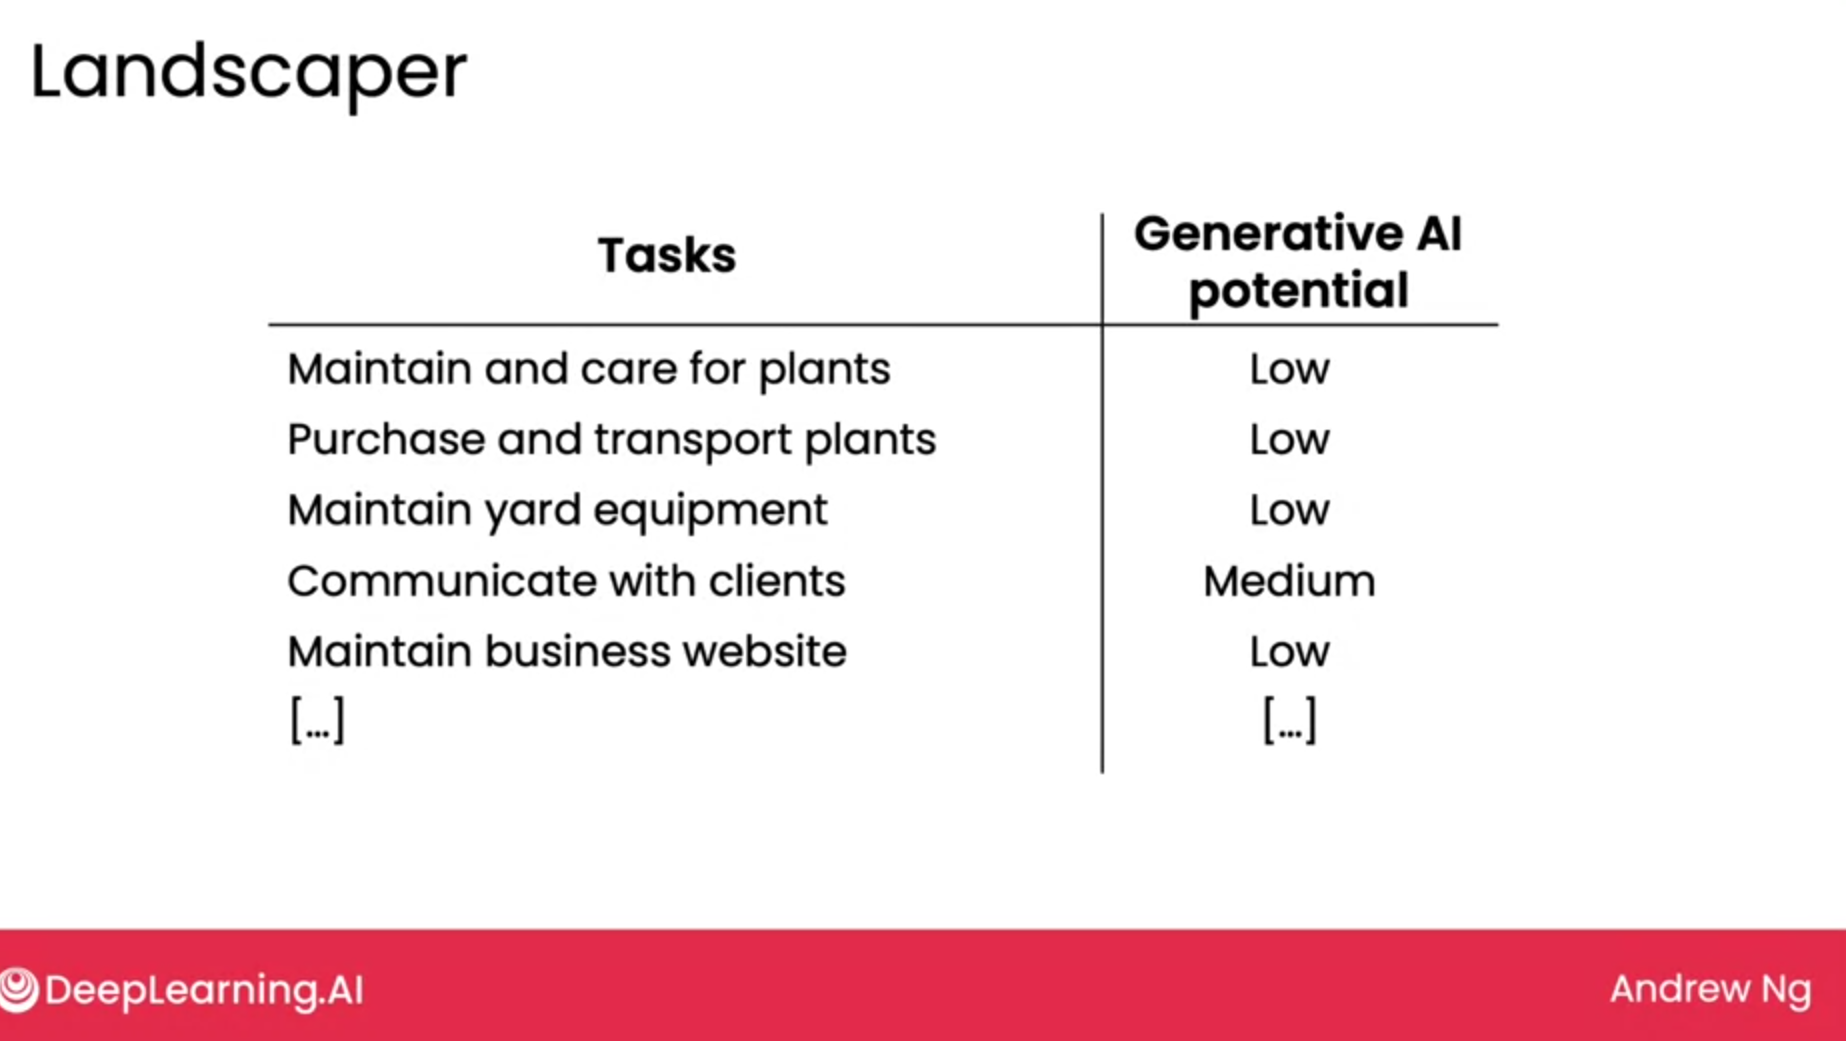 Landscaper
Tasks
Generative AI
potential
Maintain and care for plants
Low
Purchase and transport plants
Low
Maintain yard equipment
Low
Communicate with clients
Medium
Maintain business website
Low
[...]
[...]
DeepLearning.AI
Andrew Ng